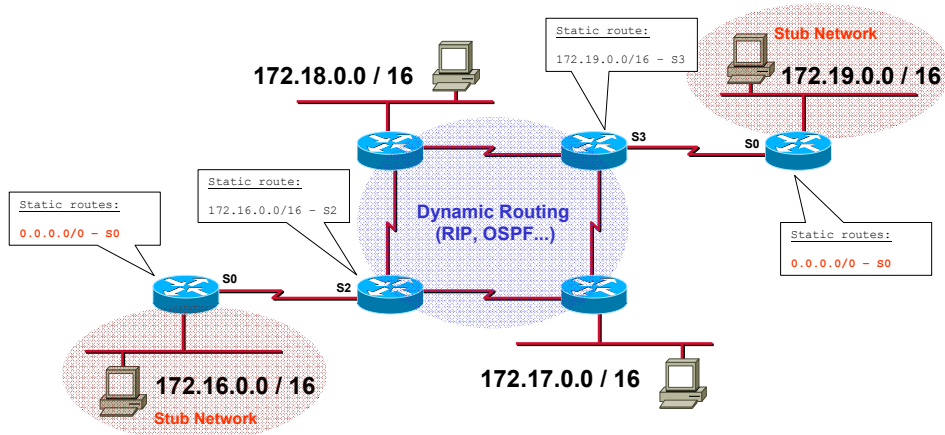 Static route:
172.19.0.0/16 – S3
Stub Network
172.18.0.0 / 16
172.19.0.0 / 16
S3
S0
Static route:
172.16.0.0/16 – S2
Static routes:
0.0.0.0/0 – S0
Dynamic Routing
(RIP, OSPF...)
Static routes:
0.0.0.0/0 – S0
S0
S2
172.16.0.0 / 16
Stub Network
172.17.0.0 / 16